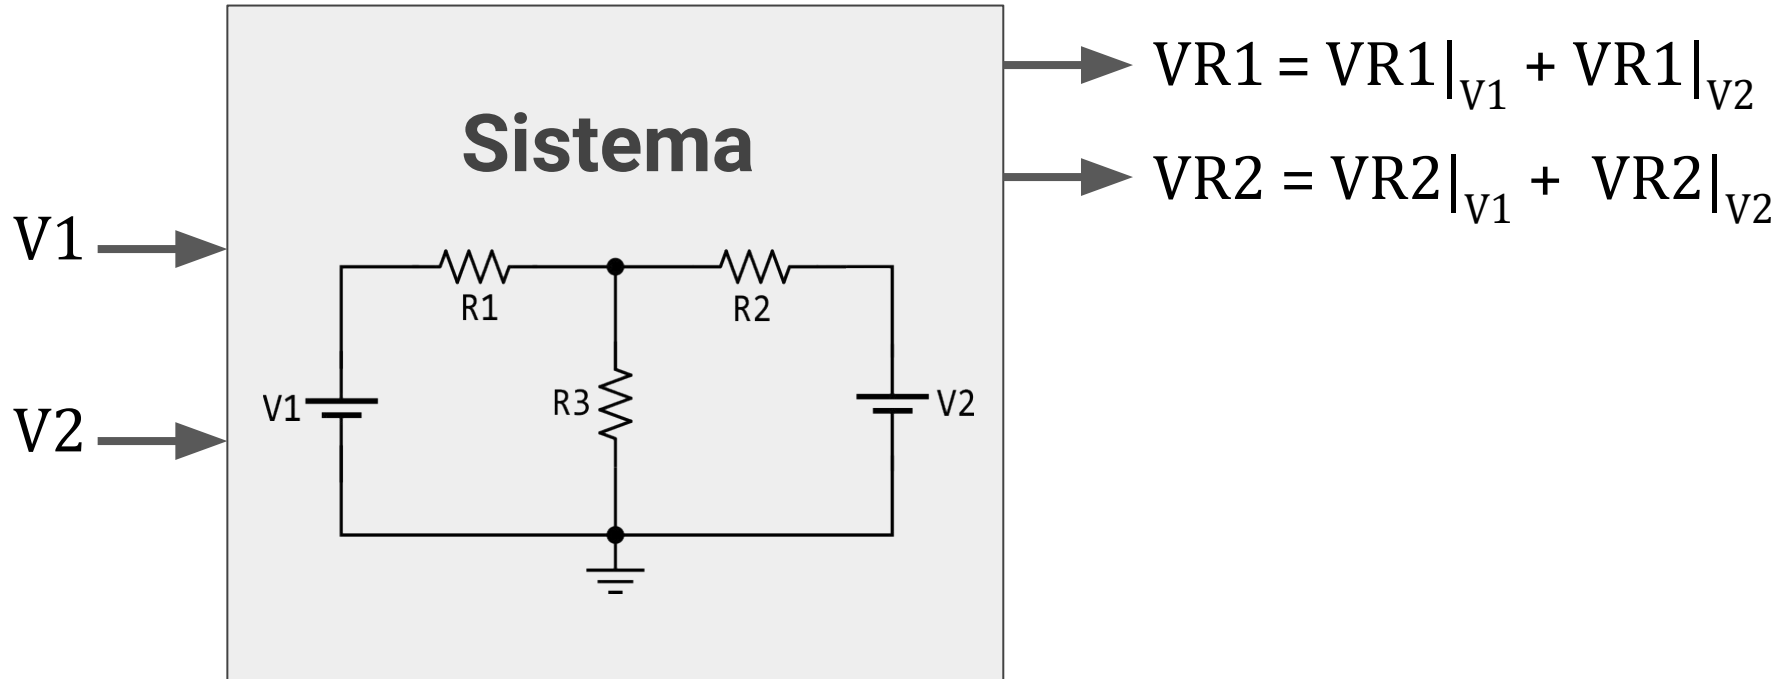 Sistema
V1
V2
R1
R2
R3
V1
V2
VR1 = VR1|V1 + VR1|V2
VR2 = VR2|V1 + VR2|V2